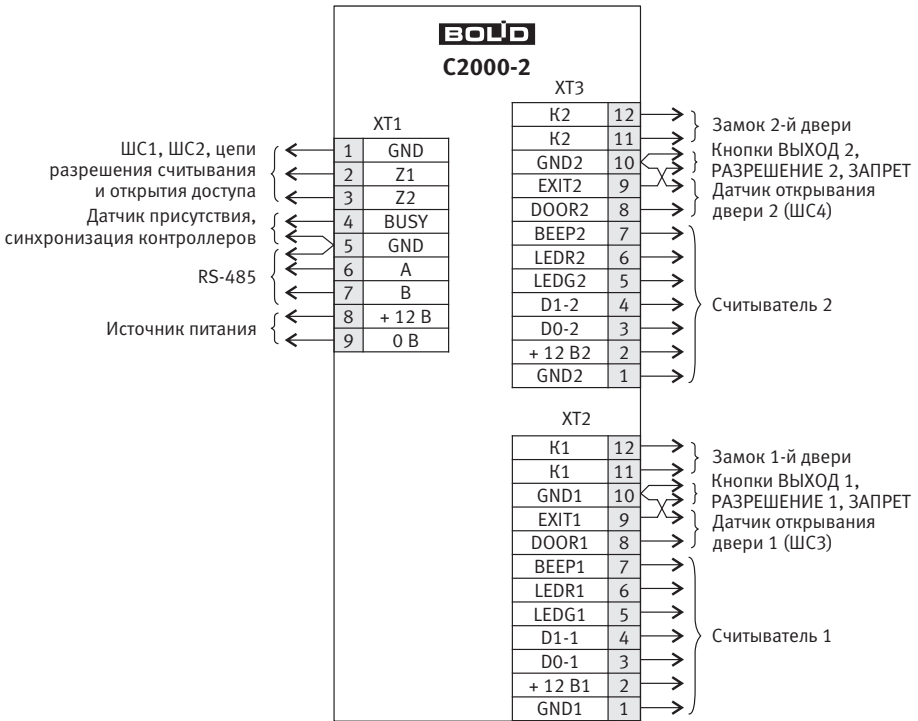 BOLID
С2000-2
XT1
1 GND
2 Z1
3 Z2
4 BUSY
5 GND
6 A
7 B
8 + 12 В
9 0 В
ШС1, ШС2, цепи
разрешения считывания
и открытия доступа
Датчик присутствия,
синхронизация контроллеров
RS-485
Источник питания
XT3
К2 12
К2 11
GND2 10
EXIT2 9
DOOR2 8
BEEP2 7
LEDR2 6
LEDG2 5
D1-2 4
D0-2 3
+ 12 В2 2
GND2 1
Замок 2-й двери
Кнопки ВЫХОД 2,
РАЗРЕШЕНИЕ 2, ЗАПРЕТ
Датчик открывания
двери 2 (ШС4)
Считыватель 2
XT2
К1 12
К1 11
GND1 10
EXIT1 9
DOOR1 8
BEEP1 7
LEDR1 6
LEDG1 5
D1-1 4
D0-1 3
+ 12 В1 2
GND1 1
Замок 1-й двери
Кнопки ВЫХОД 1,
РАЗРЕШЕНИЕ 1, ЗАПРЕТ
Датчик открывания
двери 1 (ШС3)
Считыватель 1